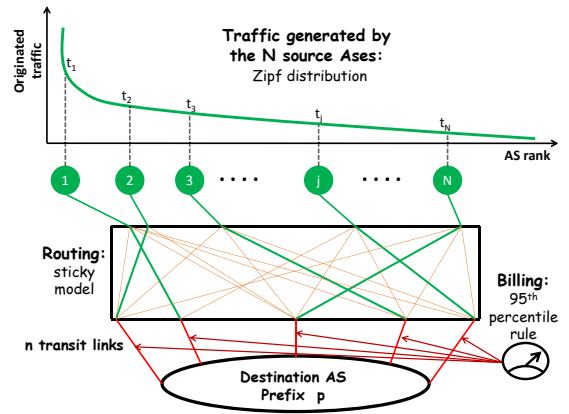 Traffic generated by
the N source Ases:
Zipf distribution
Originated
traffic
t1
t2
t3
tj
tN
AS rank
1
2
3
....
j
....
N
Routing:
sticky
model
Billing:
95th
percentile
rule
n transit links
Destination AS
Prefix p